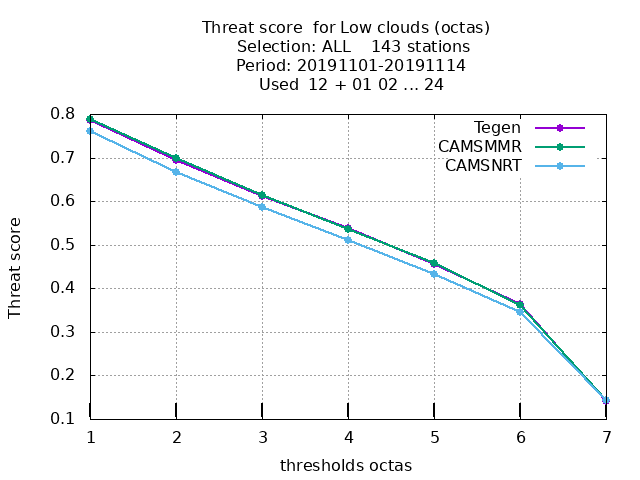 Threat score  for Low clouds (octas)
Selection: ALL    143 stations
Period: 20191101-20191114
Used  12 + 01 02 ... 24
Tegen
CAMSMMR
CAMSNRT
Threat score
0.8
0.7
0.6
0.5
0.4
0.3
0.2
0.1
1 2 3 4 5 6 7
thresholds octas